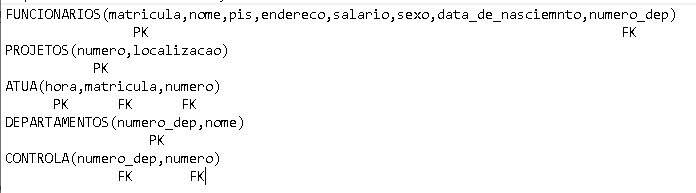 FUNCIONARIOS(matricula,nome,pis,endereco,salario,sexo,data_de_nasciemnto,numero_dep)
PK FK
PROJETOS(numero,localizacao)
PK
ATUA(hora,matricula,numero)
PK FK FK
DEPARTAMENTOS(numero_dep,nome)
PK
CONTROLA(numero_dep,numero)
FK FK